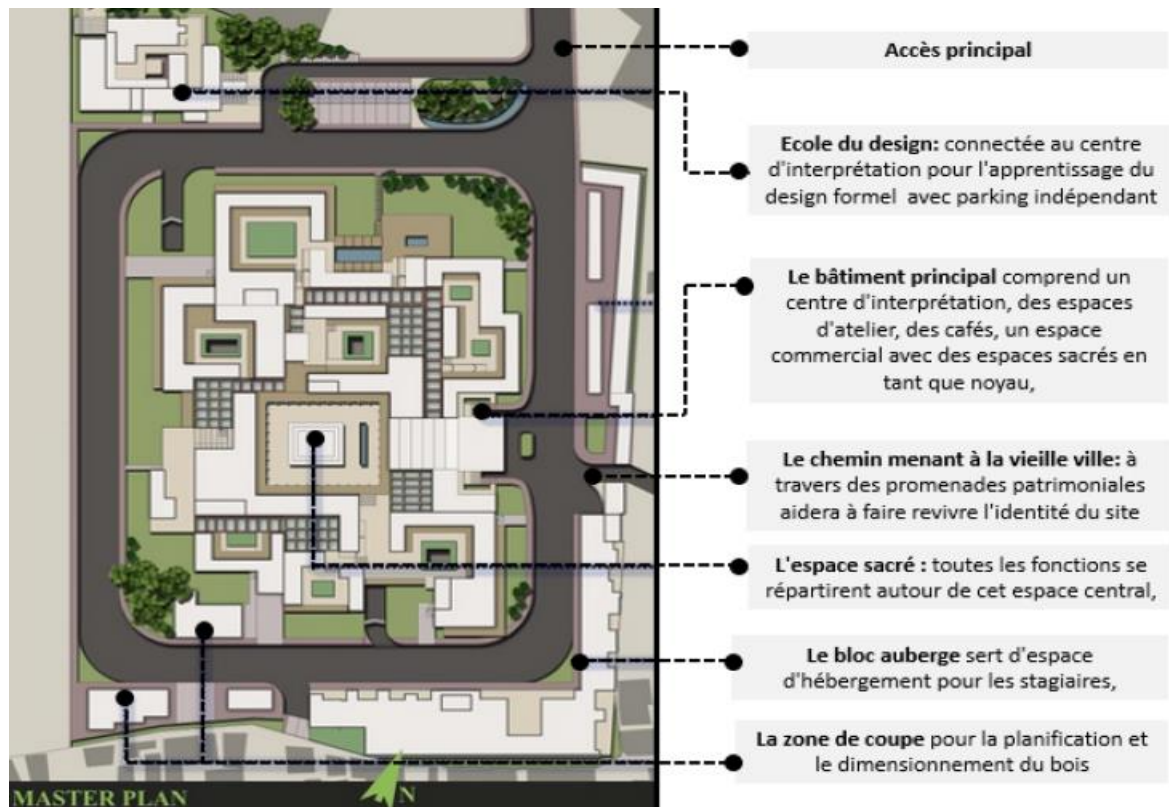 Accès principal
Ecole du design: connectée au centre
d'interprétation pour l'apprentissage du
design formel avec parking indépendant
Le bâtiment principal comprend un
centre d'interprétation, des espaces
d'atelier, des cafés, un espace
commercial avec des espaces sacrés en
tant que noyau,
Le chemin menant à la vieille ville: à
travers des promenades patrimoniales
aidera à faire revivre l'identité du site
L'espace sacré : toutes les fonctions se
répartirent autour de cet espace central,
Le bloc auberge sert d'espace
d'hébergement pour les stagiaires,
La zone de coupe pour la planification et
le dimensionnement du bois
MASTER PLAN
N